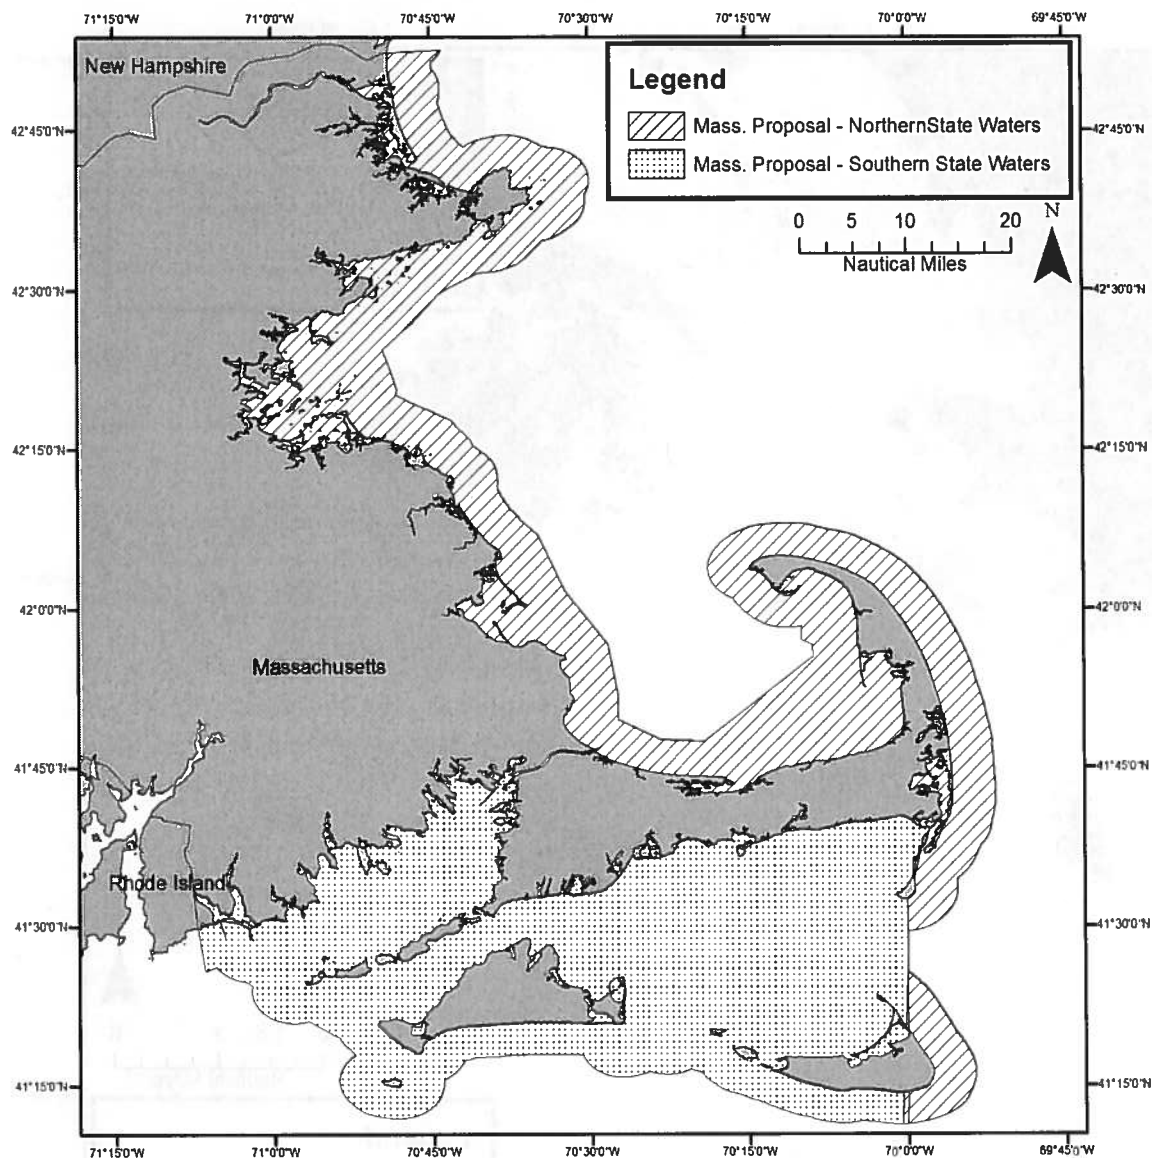 71°15'0"W 71°0'0"W 70°45'0"W 70°30'0"W 70°15'0"W 70°0'0"W 69°45'0"W
New Hampshire
Legend
Mass. Proposal - NorthernState Waters
Mass. Proposal - Southern State Waters
42°45'0"N 42°45'0"N
0 5 10 20
N
Nautical Miles
42°30'0"N 42°30'0"N
42°15'0"N 42°15'0"N
42°0'0"N 42°0'0"N
Massachusetts
41°45'0"N 41°45'0"N
Rhode Island
41°30'0"N 41°30'0"N
41°15'0"N 41°15'0"N
71°15'0"W 71°0'0"W 70°45'0"W 70°30'0"W 70°15'0"W 70°0'0"W 69°45'0"W